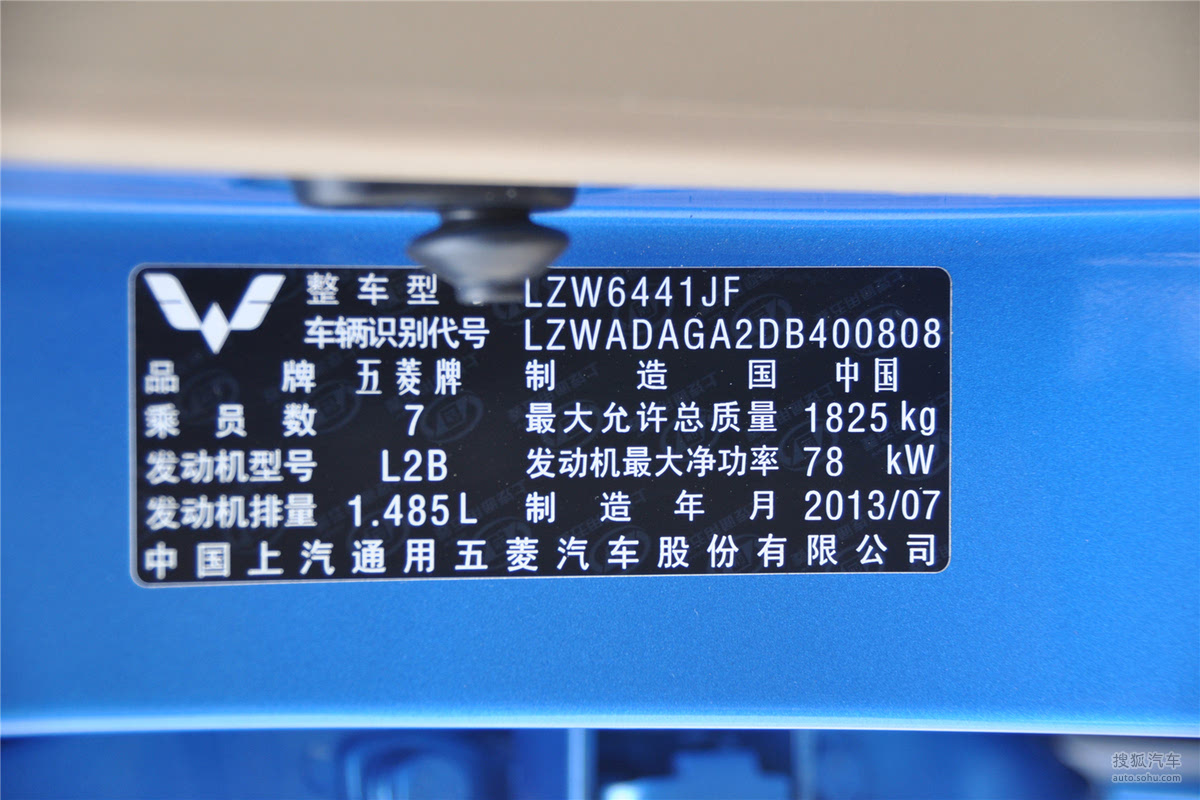 整车型 LZW6441JF
车辆识别代号 LZWADAGA2DB400808
品牌 五菱牌 制造国 中国
乘员数 7 最大允许总质量 1825 kg
发动机型号 L2B 发动机最大净功率 78 kW
发动机排量 1.485L 制造年月 2013/07
中国上汽通用五菱汽车股份有限公司
搜狐汽车
auto.sohu.com